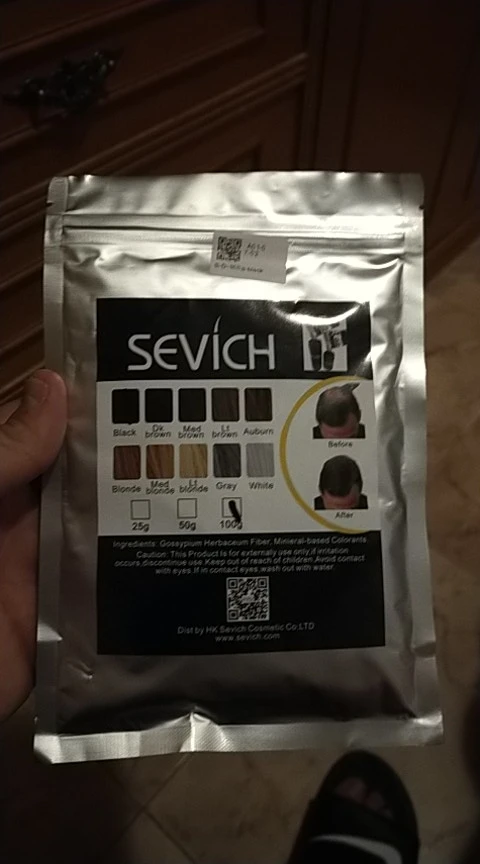 SEVICH
Black
Dk brown
Med brown
Lt brown
Auburn
Blonde
Med blonde
Lt blonde
Gray
White
25g
50g
100g
Before
After
Ingredients: Gossypium Herbaceum Fiber, Minieral-based Colorants.
Caution: This Product is for externally use only,if irritation
occurs,discontinue use.Keep out of reach of children.Avoid contact
with eyes.If in contact eyes,wash out with water.
Dist by HK Sevich Cosmetic Co.LTD
www.sevich.com